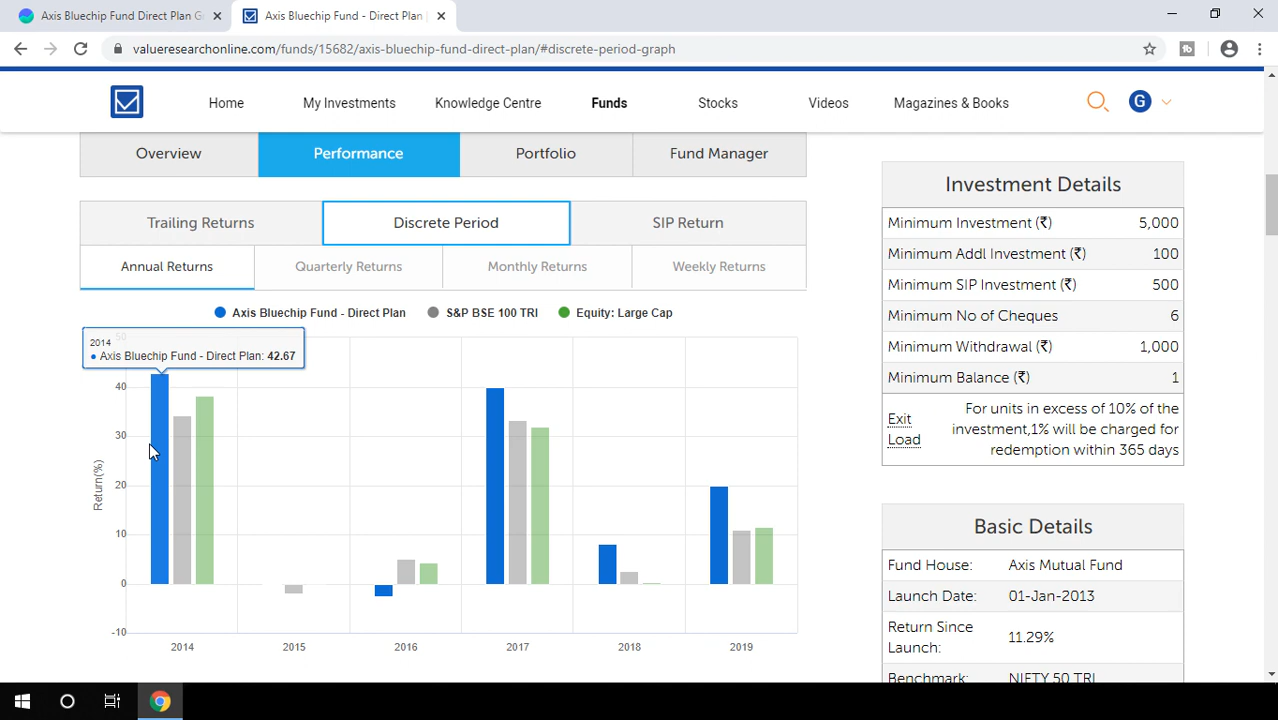 Axis Bluechip Fund Direct Plan G
Axis Bluechip Fund - Direct Plan |
valueresearchonline.com/funds/15682/axis-bluechip-fund-direct-plan/#discrete-period-graph
Home My Investments Knowledge Centre Funds Stocks Videos Magazines & Books G
Overview Performance Portfolio Fund Manager
Trailing Returns Discrete Period SIP Return
Annual Returns Quarterly Returns Monthly Returns Weekly Returns
Axis Bluechip Fund - Direct Plan S&P BSE 100 TRI Equity: Large Cap
50
2014
Axis Bluechip Fund - Direct Plan: 42.67
40
30
20
10
0
-10
Return(%)
2014 2015 2016 2017 2018 2019
Investment Details
Minimum Investment (₹) 5,000
Minimum Addl Investment (₹) 100
Minimum SIP Investment (₹) 500
Minimum No of Cheques 6
Minimum Withdrawal (₹) 1,000
Minimum Balance (₹) 1
Exit Load
For units in excess of 10% of the
investment,1% will be charged for
redemption within 365 days
Basic Details
Fund House: Axis Mutual Fund
Launch Date: 01-Jan-2013
Return Since
Launch: 11.29%
Benchmark: NIFTY 50 TRI